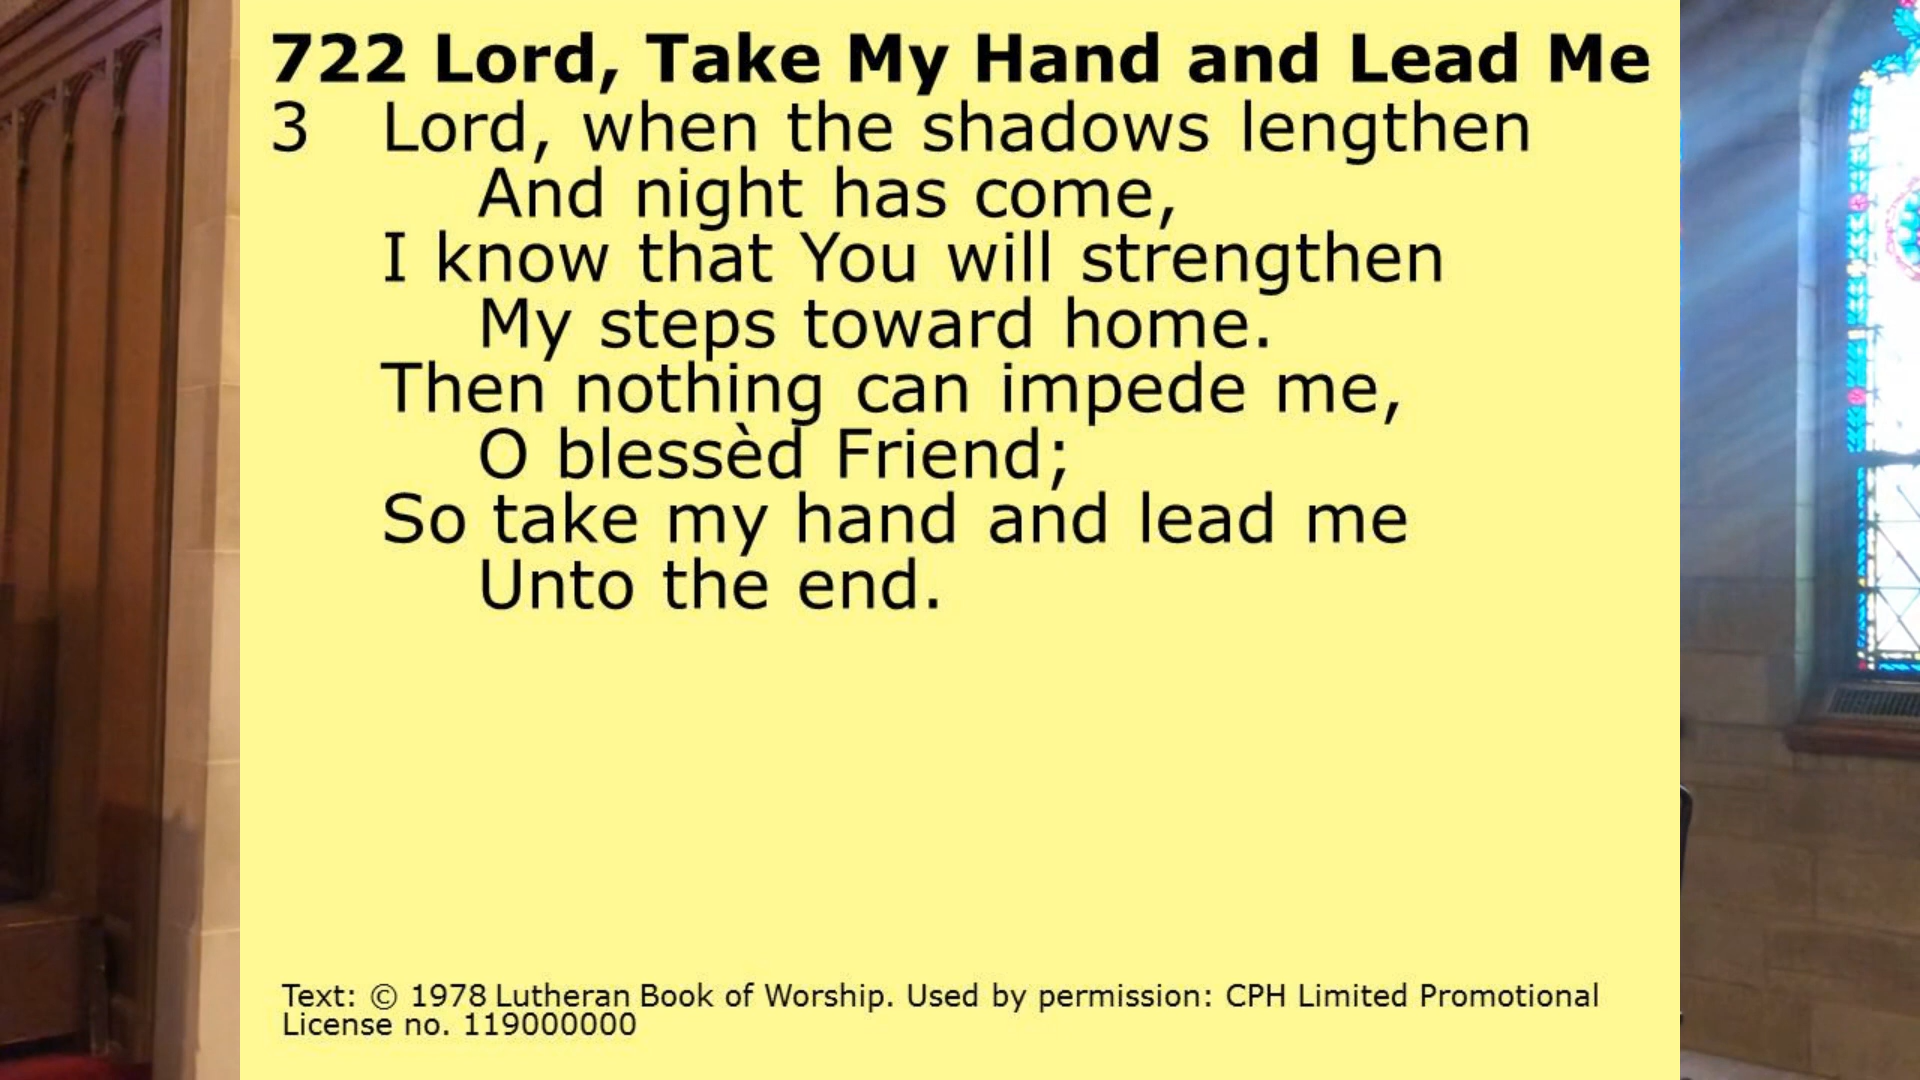 722 Lord, Take My Hand and Lead Me
3 Lord, when the shadows lengthen
And night has come,
I know that You will strengthen
My steps toward home.
Then nothing can impede me,
O blessèd Friend;
So take my hand and lead me
Unto the end.
Text: © 1978 Lutheran Book of Worship. Used by permission: CPH Limited Promotional
License no. 119000000